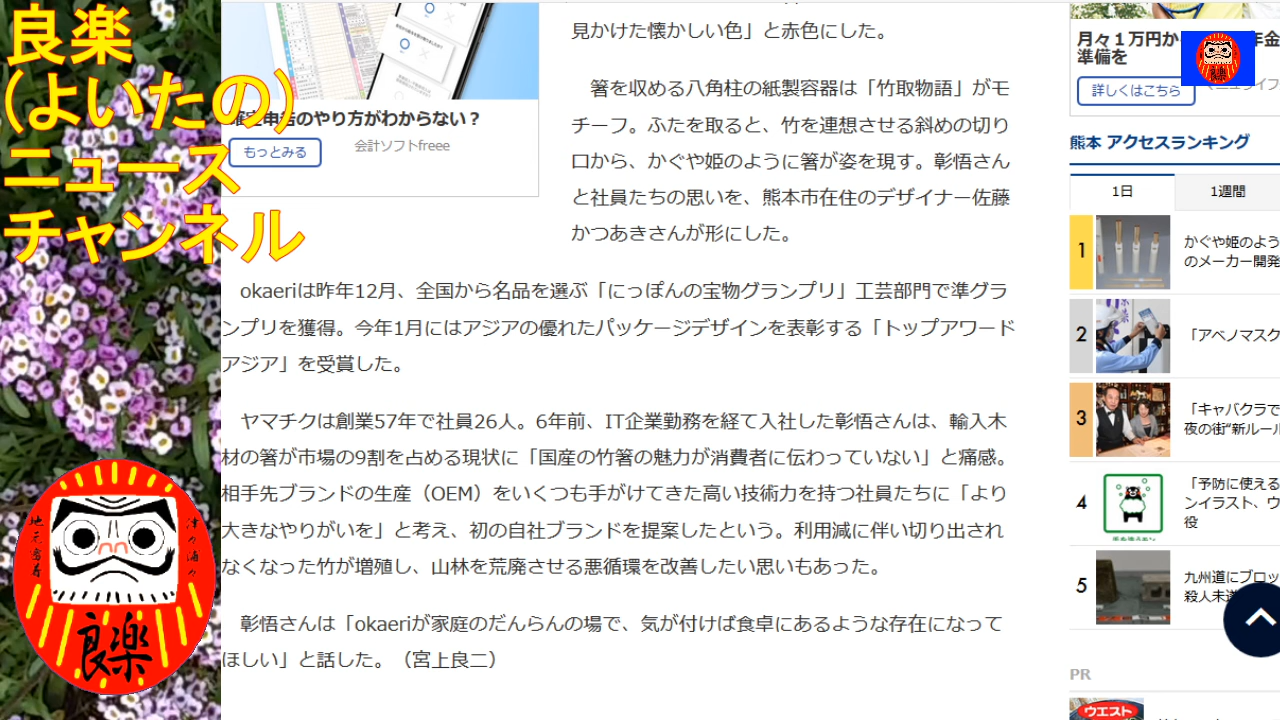 良楽
(よいたの)
ニュース
チャンネル
地元密着
津々浦々
良楽
確定申告のやり方がわからない？
もっとみる
会計ソフトfreee
見かけた懐かしい色」と赤色にした。
箸を収める八角柱の紙製容器は「竹取物語」がモ
チーフ。ふたを取ると、竹を連想させる斜めの切り
口から、かぐや姫のように箸が姿を現す。彰悟さん
と社員たちの思いを、熊本市在住のデザイナー佐藤
かつあきさんが形にした。
okaeriは昨年12月、全国から名品を選ぶ「にっぽんの宝物グランプリ」工芸部門で準グラ
ンプリを獲得。今年1月にはアジアの優れたパッケージデザインを表彰する「トップアワード
アジア」を受賞した。
ヤマチクは創業57年で社員26人。6年前、IT企業勤務を経て入社した彰悟さんは、輸入木
材の箸が市場の9割を占める現状に「国産の竹箸の魅力が消費者に伝わっていない」と痛感。
相手先ブランドの生産（OEM）をいくつも手がけてきた高い技術力を持つ社員たちに「より
大きなやりがいを」と考え、初の自社ブランドを提案したという。利用減に伴い切り出され
なくなった竹が増殖し、山林を荒廃させる悪循環を改善したい思いもあった。
彰悟さんは「okaeriが家庭のだんらんの場で、気が付けば食卓にあるような存在になって
ほしい」と話した。（宮上良二）
月々１万円か
年金
準備を
詳しくはこちら
マニュライフ
良楽
熊本 アクセスランキング
1日
1週間
1
かぐや姫のよう
のメーカー開発
2
「アベノマスク
3
「キャバクラで
夜の街“新ルール
4
「予防に使える
ンイラスト、ウ
役
5
九州道にブロッ
殺人未遂
PR
ウエスト